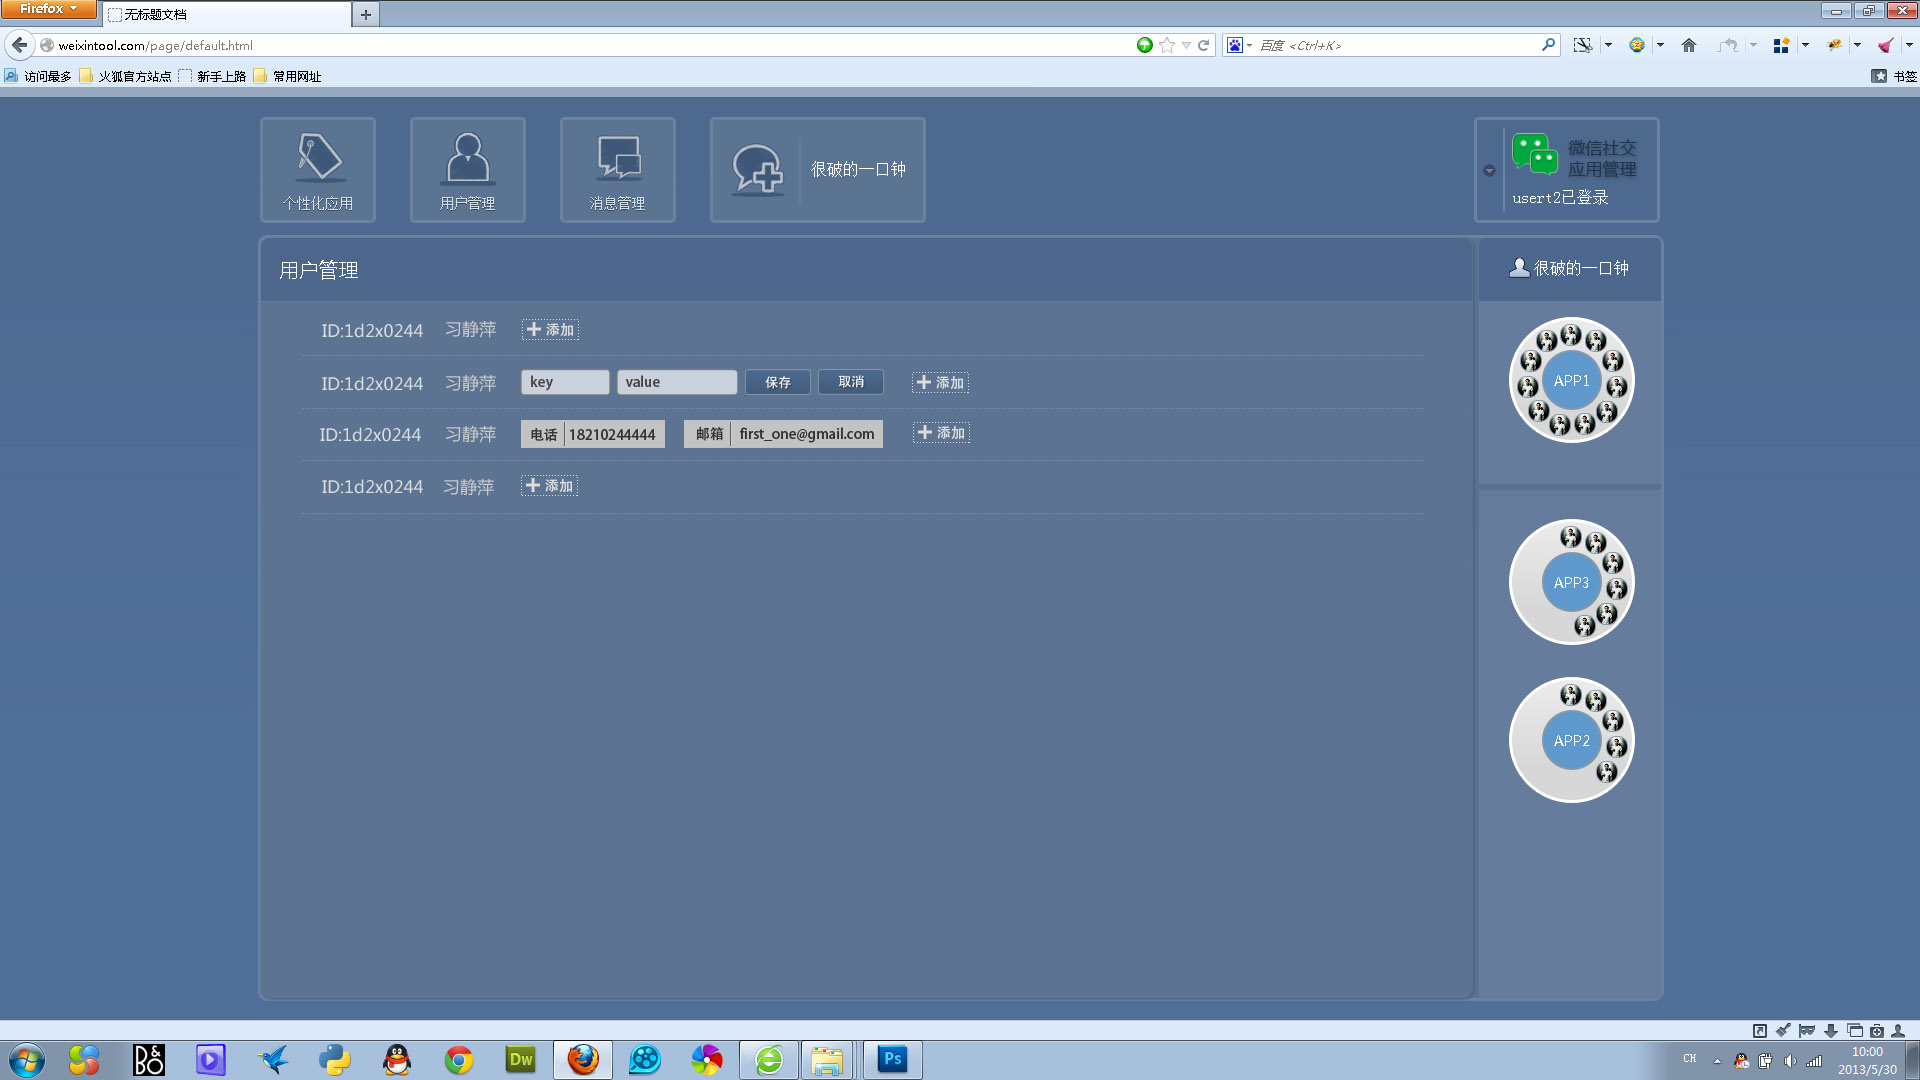 Firefox
无标题文档
weixintool.com/page/default.html
百度 <Ctrl+K>
访问最多 火狐官方站点 新手上路 常用网址
书签
个性化应用
用户管理
消息管理
很破的一口钟
微信社交
应用管理
usert2已登录
用户管理
很破的一口钟
ID:1d2x0244 习静萍 添加
ID:1d2x0244 习静萍 key value 保存 取消 添加
ID:1d2x0244 习静萍 电话 18210244444 邮箱 first_one@gmail.com 添加
ID:1d2x0244 习静萍 添加
APP1
APP3
APP2
B&O
Dw
Ps
CH
10:00
2013/5/30